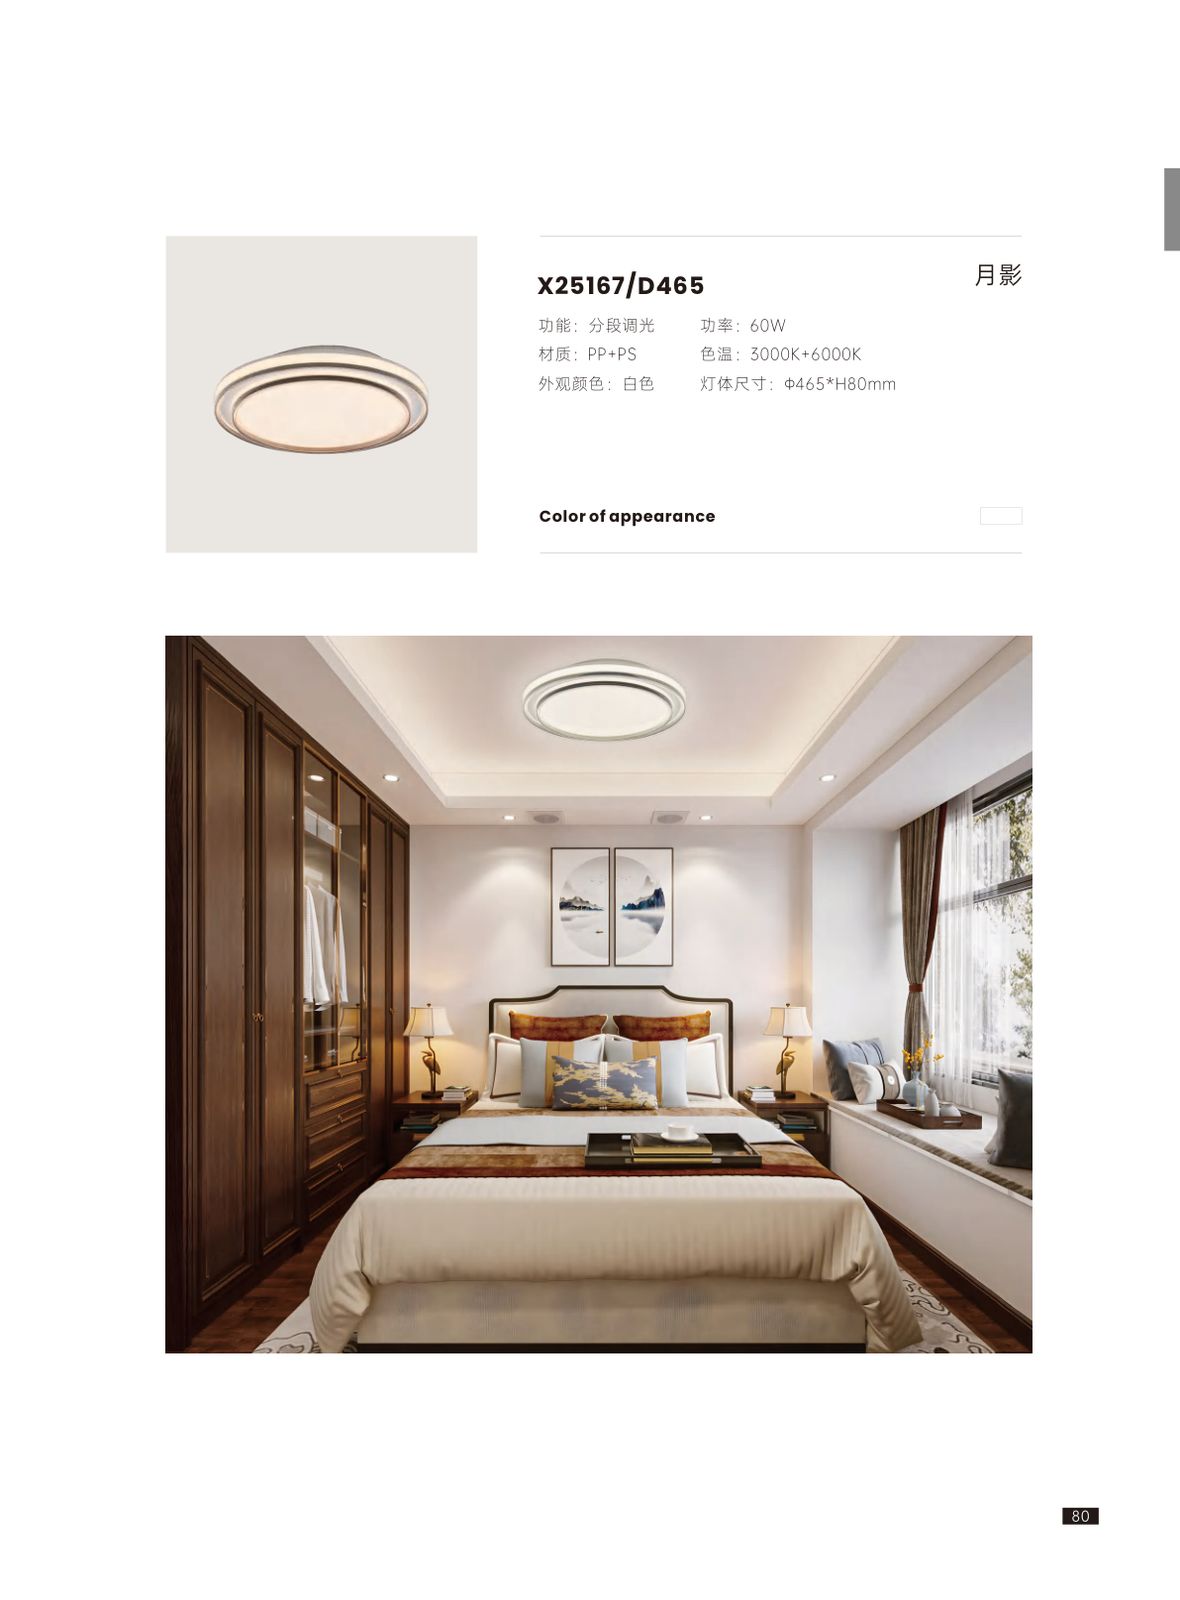 X25167/D465
月影
功能：分段调光
功率：60W
材质：PP+PS
色温：3000K+6000K
外观颜色：白色
灯体尺寸：Φ465*H80mm
Color of appearance
80